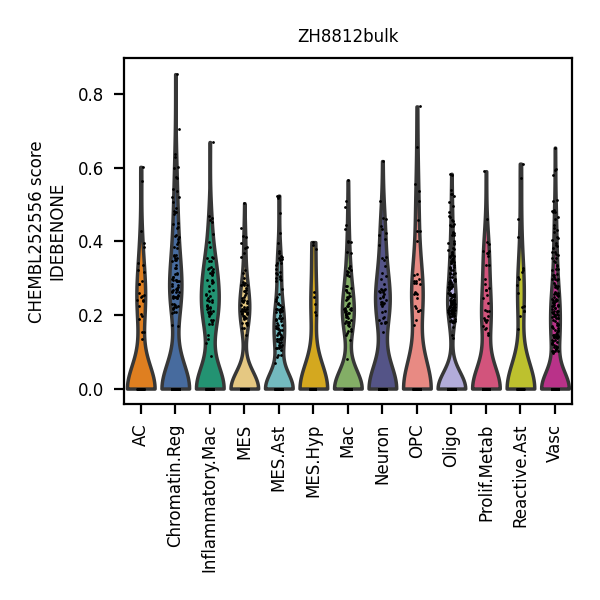 ZH8812bulk
CHEMBL252556 score
IDEBENONE
0.8
0.6
0.4
0.2
0.0
AC
Chromatin.Reg
Inflammatory.Mac
MES
MES.Ast
MES.Hyp
Mac
Neuron
OPC
Oligo
Prolif.Metab
Reactive.Ast
Vasc